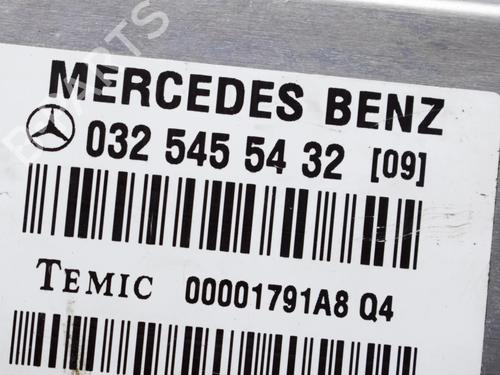 MERCEDES BENZ
032 545 54 32 [09]
TEMIC 00001791A8 Q4